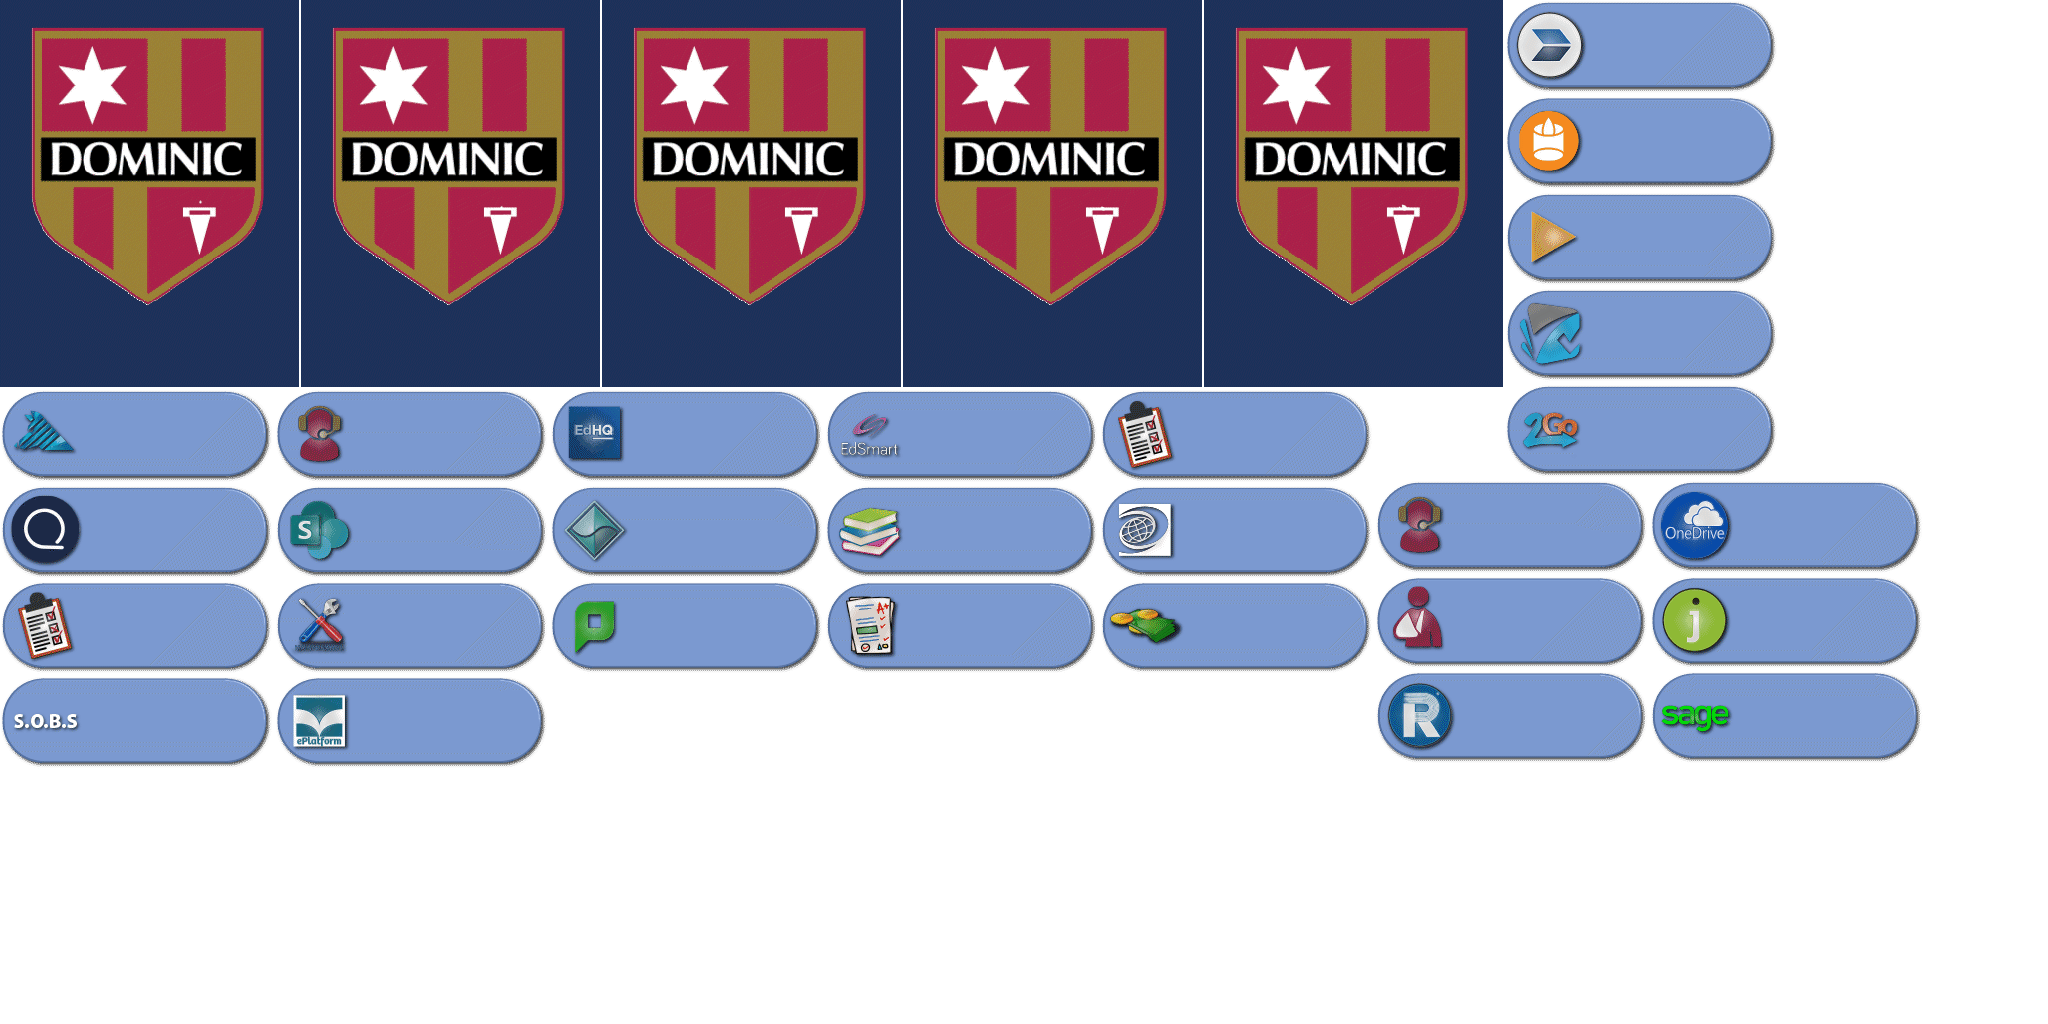 DOMINIC
DOMINIC
DOMINIC
DOMINIC
DOMINIC
2Go
EdHQ
EdSmart
S
OneDrive
A+
j
R
S.O.B.S
ePlatform
sage